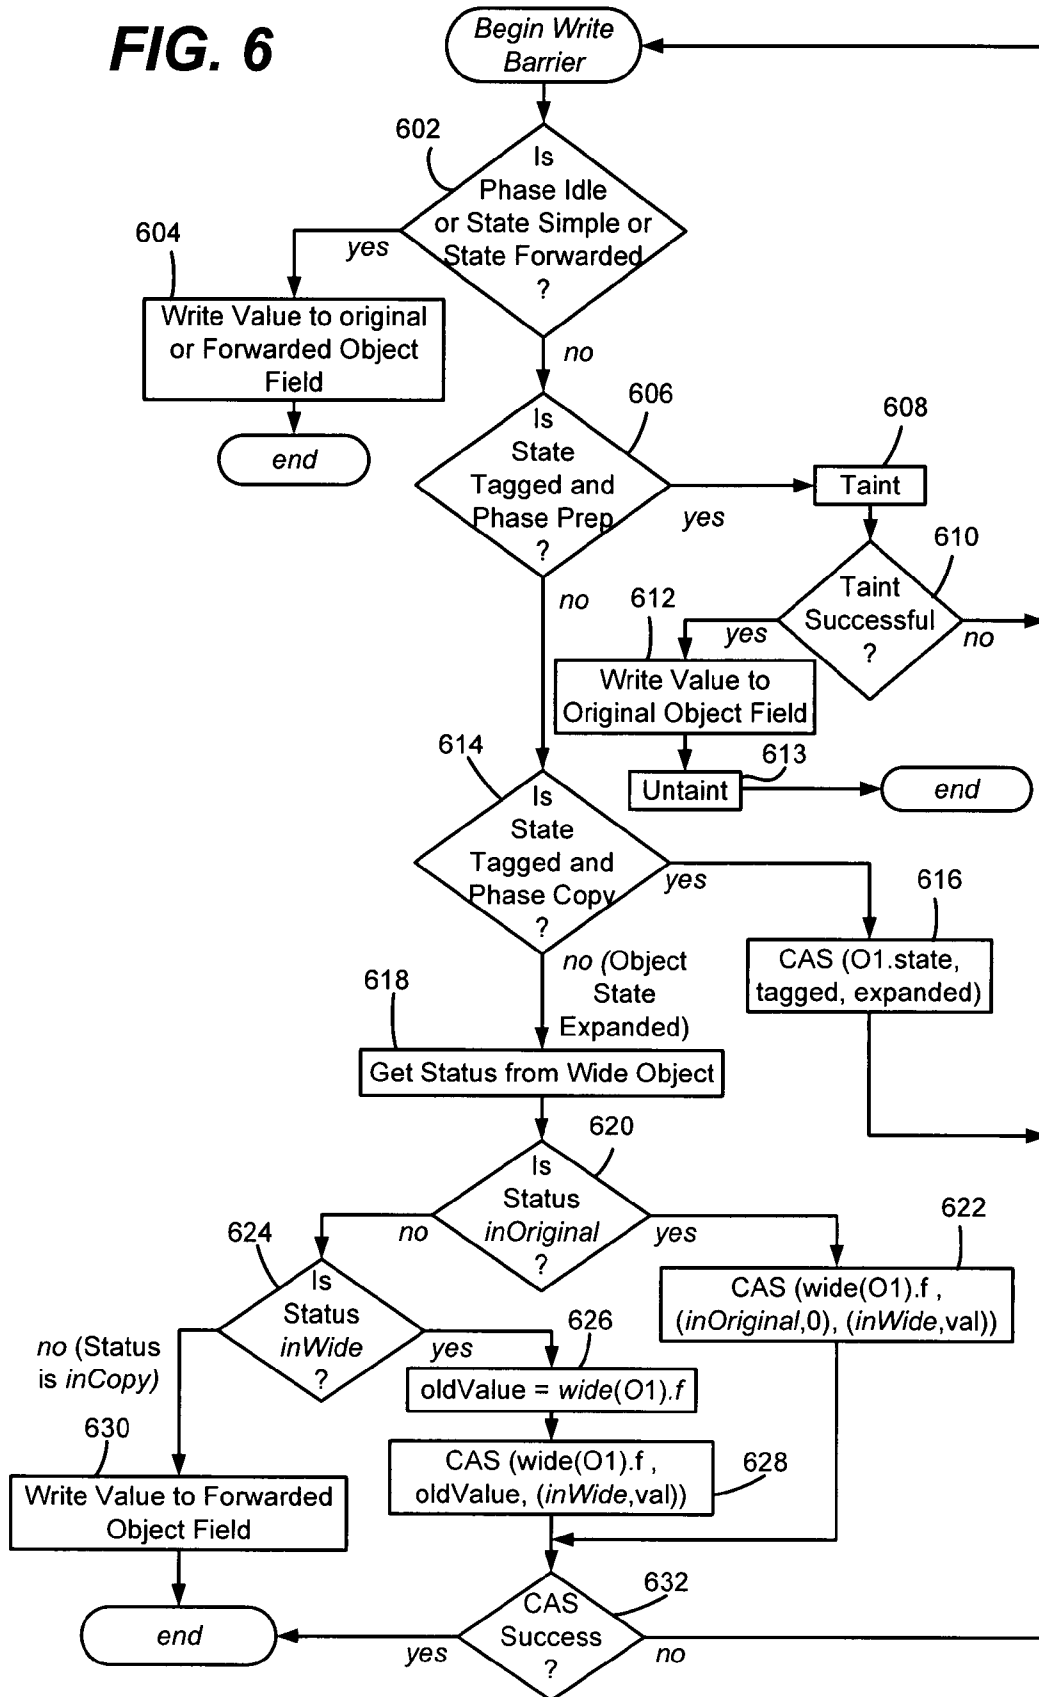 FIG. 6
Begin Write
Barrier
602
Is
Phase Idle
or State Simple or
State Forwarded
?
yes
no
604
Write Value to original
or Forwarded Object
Field
end
606
Is
State
Tagged and
Phase Prep
?
yes
no
608
Taint
610
Taint
Successful
?
yes
no
612
Write Value to
Original Object Field
613
Untaint
end
614
Is
State
Tagged and
Phase Copy
?
yes
no (Object
State
Expanded)
616
CAS (O1.state,
tagged, expanded)
618
Get Status from Wide Object
620
Is
Status
inOriginal
?
no
yes
622
CAS (wide(O1).f ,
(inOriginal,0), (inWide,val))
624
Is
Status
inWide
?
no (Status
is inCopy)
yes
626
oldValue = wide(O1).f
CAS (wide(O1).f ,
oldValue, (inWide,val))
628
630
Write Value to Forwarded
Object Field
632
CAS
Success
?
yes
no
end